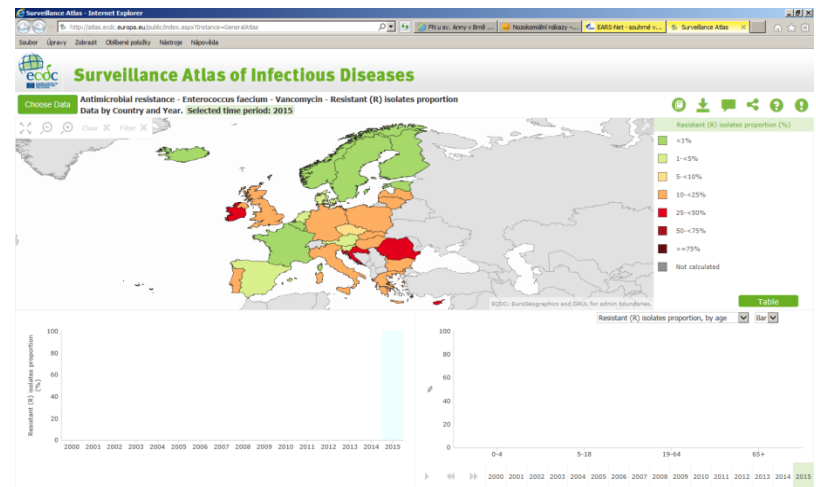 Surveillance Atlas - Internet Explorer
http://atlas.ecdc.europa.eu/public/index.aspx?Instance=GeneralAtlas
FN u sv. Anny v Brně ...
Nozokomiální nákazy –...
EARS-Net - souhrné v...
Surveillance Atlas
Soubor Úpravy Zobrazit Oblíbené položky Nástroje Nápověda
ecdc Surveillance Atlas of Infectious Diseases
Choose Data
Antimicrobial resistance - Enterococcus faecium - Vancomycin - Resistant (R) isolates proportion
Data by Country and Year. Selected time period: 2015
Clear X Filter X
Resistant (R) isolates proportion (%)
<1%
1-<5%
5-<10%
10-<25%
25-<50%
50-<75%
>=75%
Not calculated
ECDC: EuroGeographics and GAUL for admin boundaries.
Table
Resistant (R) isolates proportion (%)
100
80
60
40
20
0
2000 2001 2002 2003 2004 2005 2006 2007 2008 2009 2010 2011 2012 2013 2014 2015
Resistant (R) isolates proportion, by age
Bar
%
100
80
60
40
20
0
0-4 5-18 19-64 65+
2000 2001 2002 2003 2004 2005 2006 2007 2008 2009 2010 2011 2012 2013 2014 2015